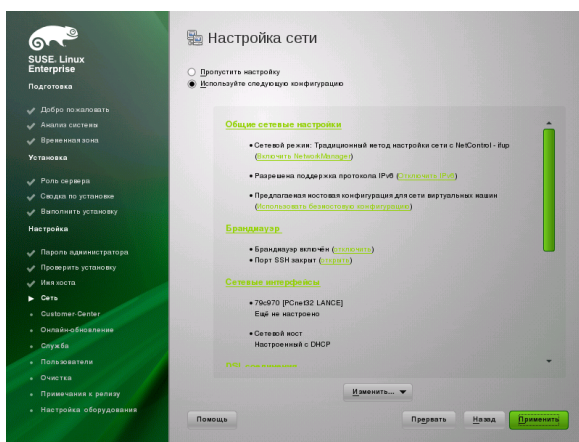 SUSE. Linux
Enterprise
Подготовка
Добро пожаловать
Анализ системы
Временная зона
Установка
Роль сервера
Сводка по установке
Выполнить установку
Настройка
Пароль администратора
Проверить установку
Имя хоста
Сеть
Customer-Center
Онлайн-обновление
Служба
Пользователи
Очистка
Примечания к релизу
Настройка оборудования
Настройка сети
Пропустить настройку
Используйте следующую конфигурацию
Общие сетевые настройки
Сетевой режим: Традиционный метод настройки сети с NetControl - ifup
(Включить NetworkManager)
Разрешена поддержка протокола IPv6 (Отключить IPv6)
Предлагаемая мостовая конфигурация для сети виртуальных машин
(Использовать безмостовую конфигурацию)
Брандмауэр
Брандмауэр включён (отключить)
Порт SSH закрыт (открыть)
Сетевые интерфейсы
79c970 [PCnet32 LANCE]
Ещё не настроено
Сетевой мост
Настроенный с DHCP
Изменить...
Помощь
Прервать
Назад
Применить